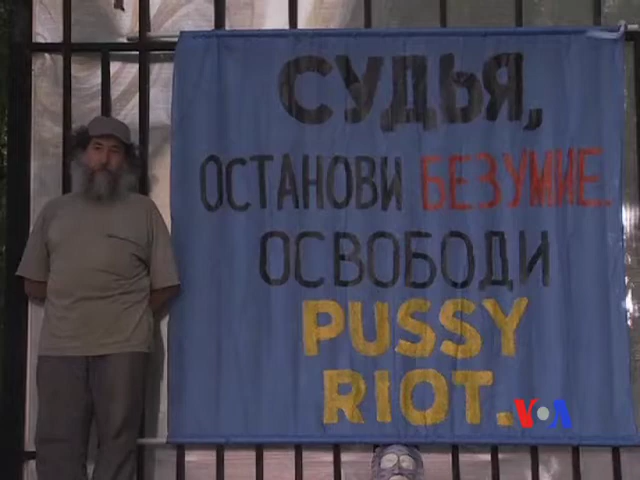 СУДЬЯ,
ОСТАНОВИ БЕЗУМИЕ.
ОСВОБОДИ
PUSSY
RIOT.
VOA